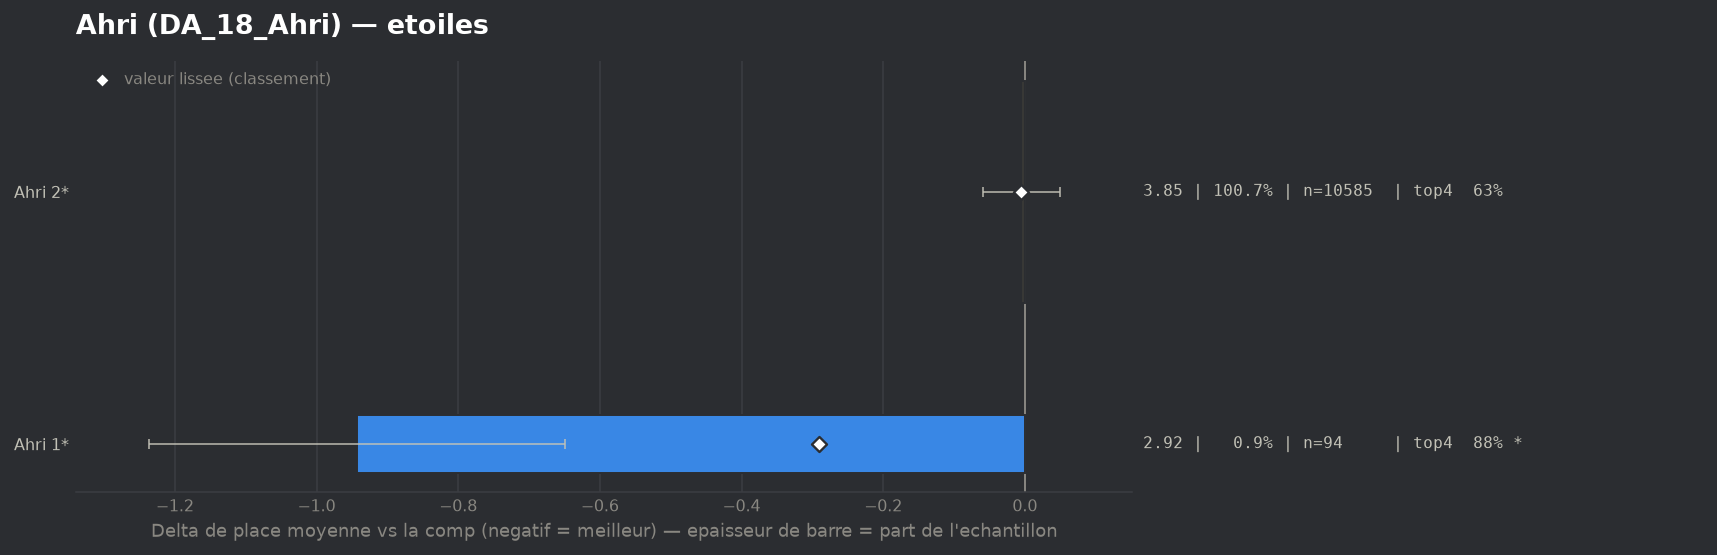 Ahri (DA_18_Ahri) — etoiles
valeur lissee (classement)
Ahri 2*
3.85 | 100.7% | n=10585  | top4  63%
Ahri 1*
2.92 |   0.9% | n=94     | top4  88% *
−1.2 −1.0 −0.8 −0.6 −0.4 −0.2 0.0
Delta de place moyenne vs la comp (negatif = meilleur) — epaisseur de barre = part de l'echantillon